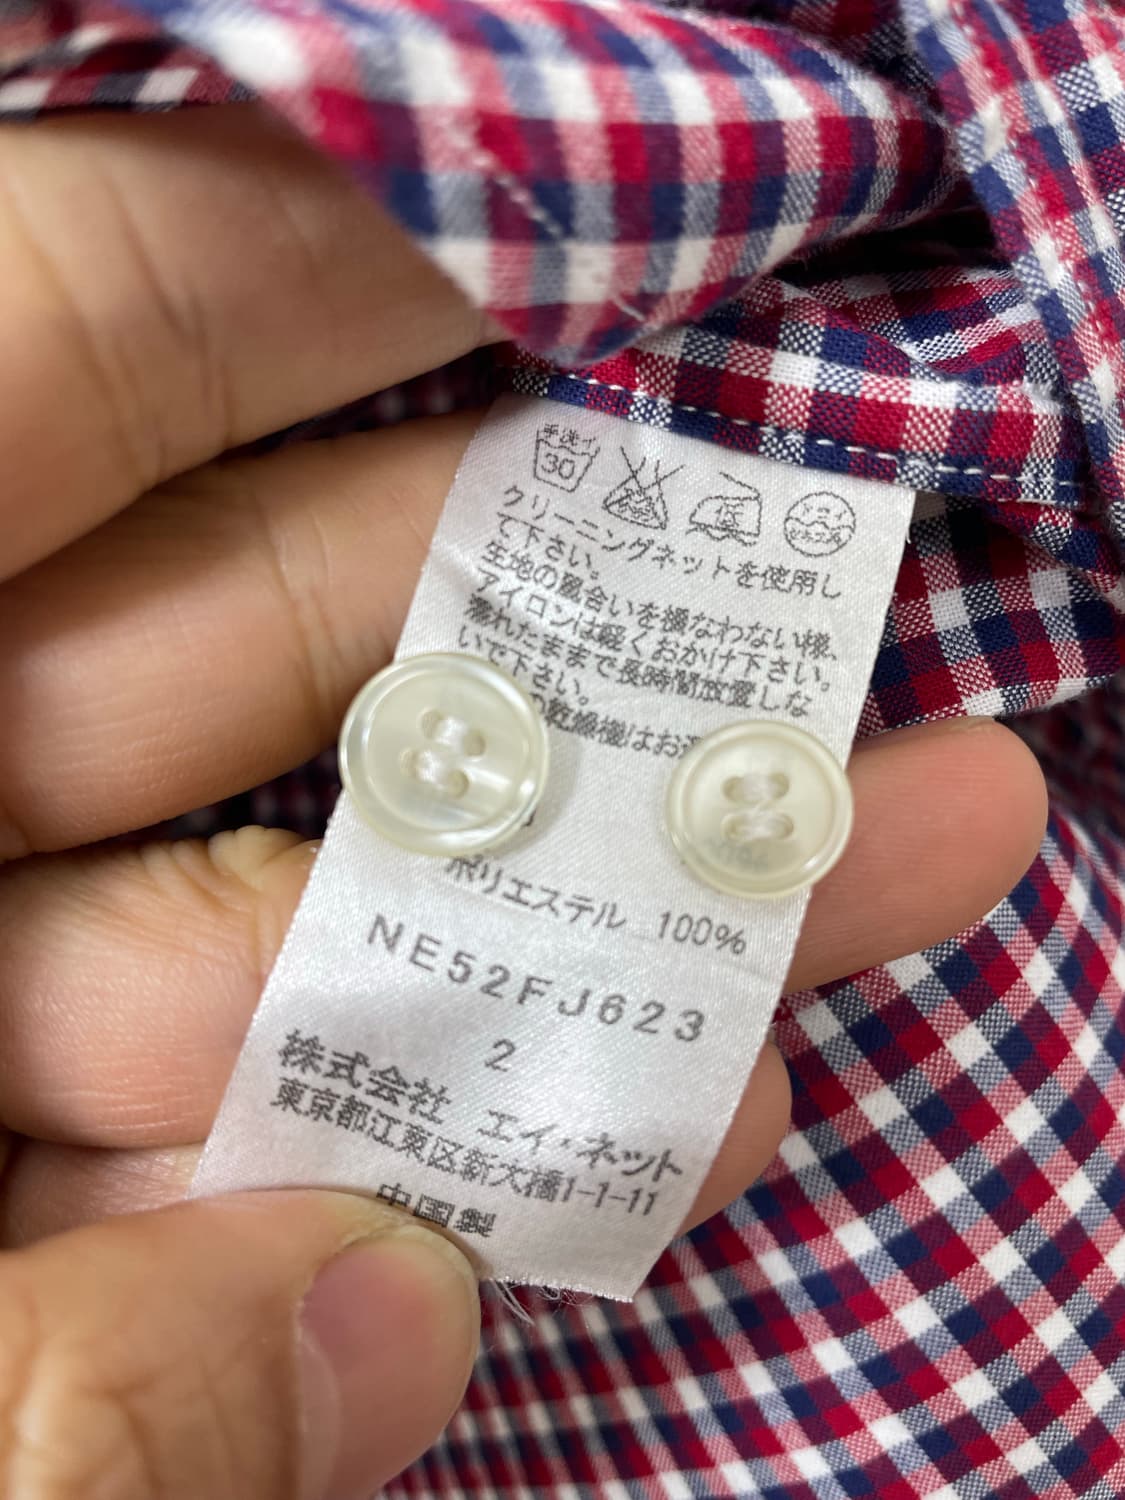 手洗イ
30
低
ドライ
クリーニングネットを使用し
て下さい。
生地の風合いを損なわない様、
アイロンは軽くおかけ下さい。
濡れたままで長時間放置しな
いで下さい。
の乾燥機はお
ポリエステル 100%
NE52FJ623
2
株式会社 エイ・ネット
東京都江東区新大橋1-1-11
中国製